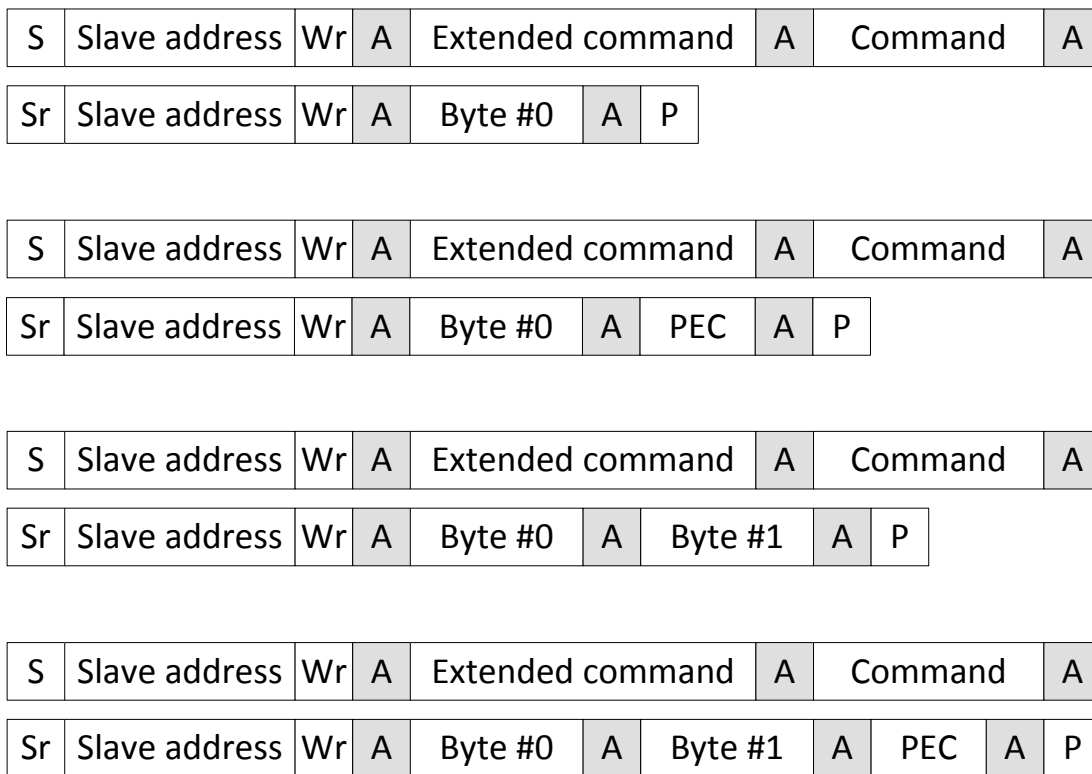 S Slave address Wr A Extended command A Command A
Sr Slave address Wr A Byte #0 A P
S Slave address Wr A Extended command A Command A
Sr Slave address Wr A Byte #0 A PEC A P
S Slave address Wr A Extended command A Command A
Sr Slave address Wr A Byte #0 A Byte #1 A P
S Slave address Wr A Extended command A Command A
Sr Slave address Wr A Byte #0 A Byte #1 A PEC A P